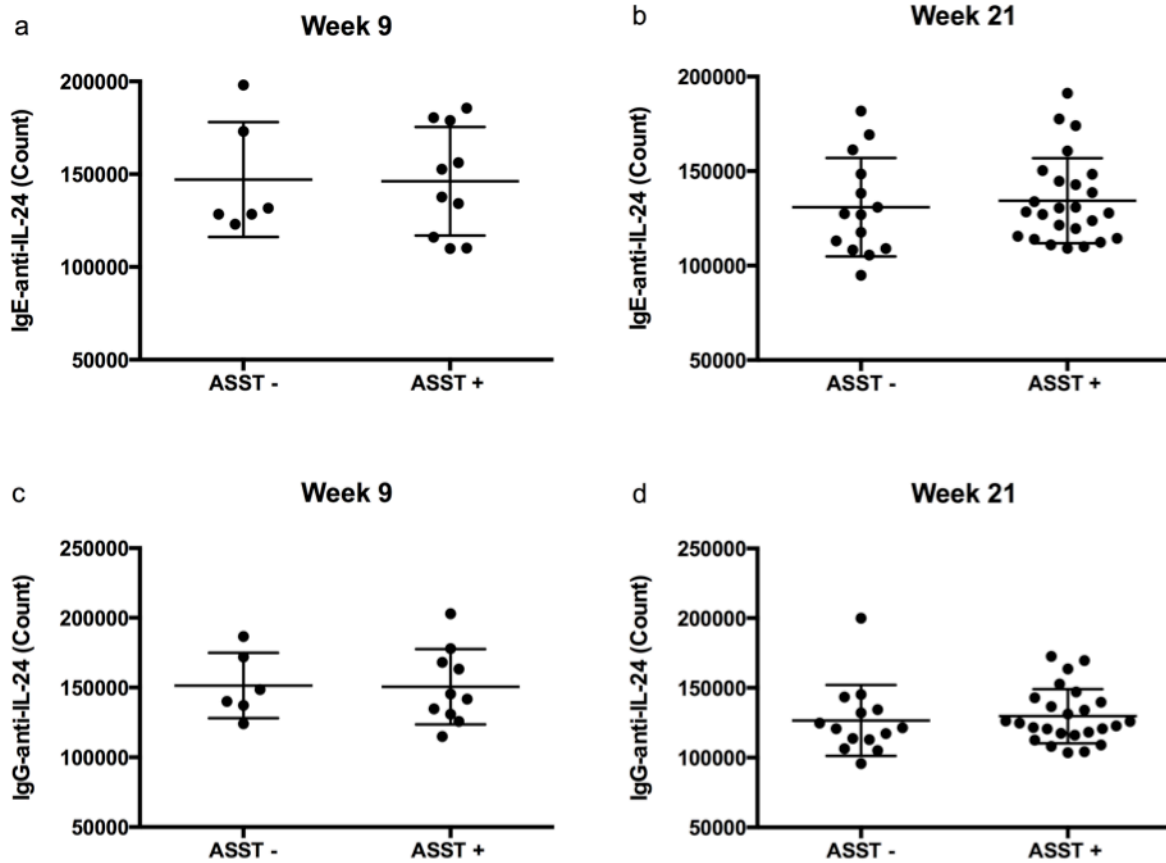 a
Week 9
IgE-anti-IL-24 (Count)
200000
150000
100000
50000
ASST -
ASST +
b
Week 21
IgE-anti-IL-24 (Count)
200000
150000
100000
50000
ASST -
ASST +
c
Week 9
IgG-anti-IL-24 (Count)
250000
200000
150000
100000
50000
ASST -
ASST +
d
Week 21
IgG-anti-IL-24 (Count)
250000
200000
150000
100000
50000
ASST -
ASST +